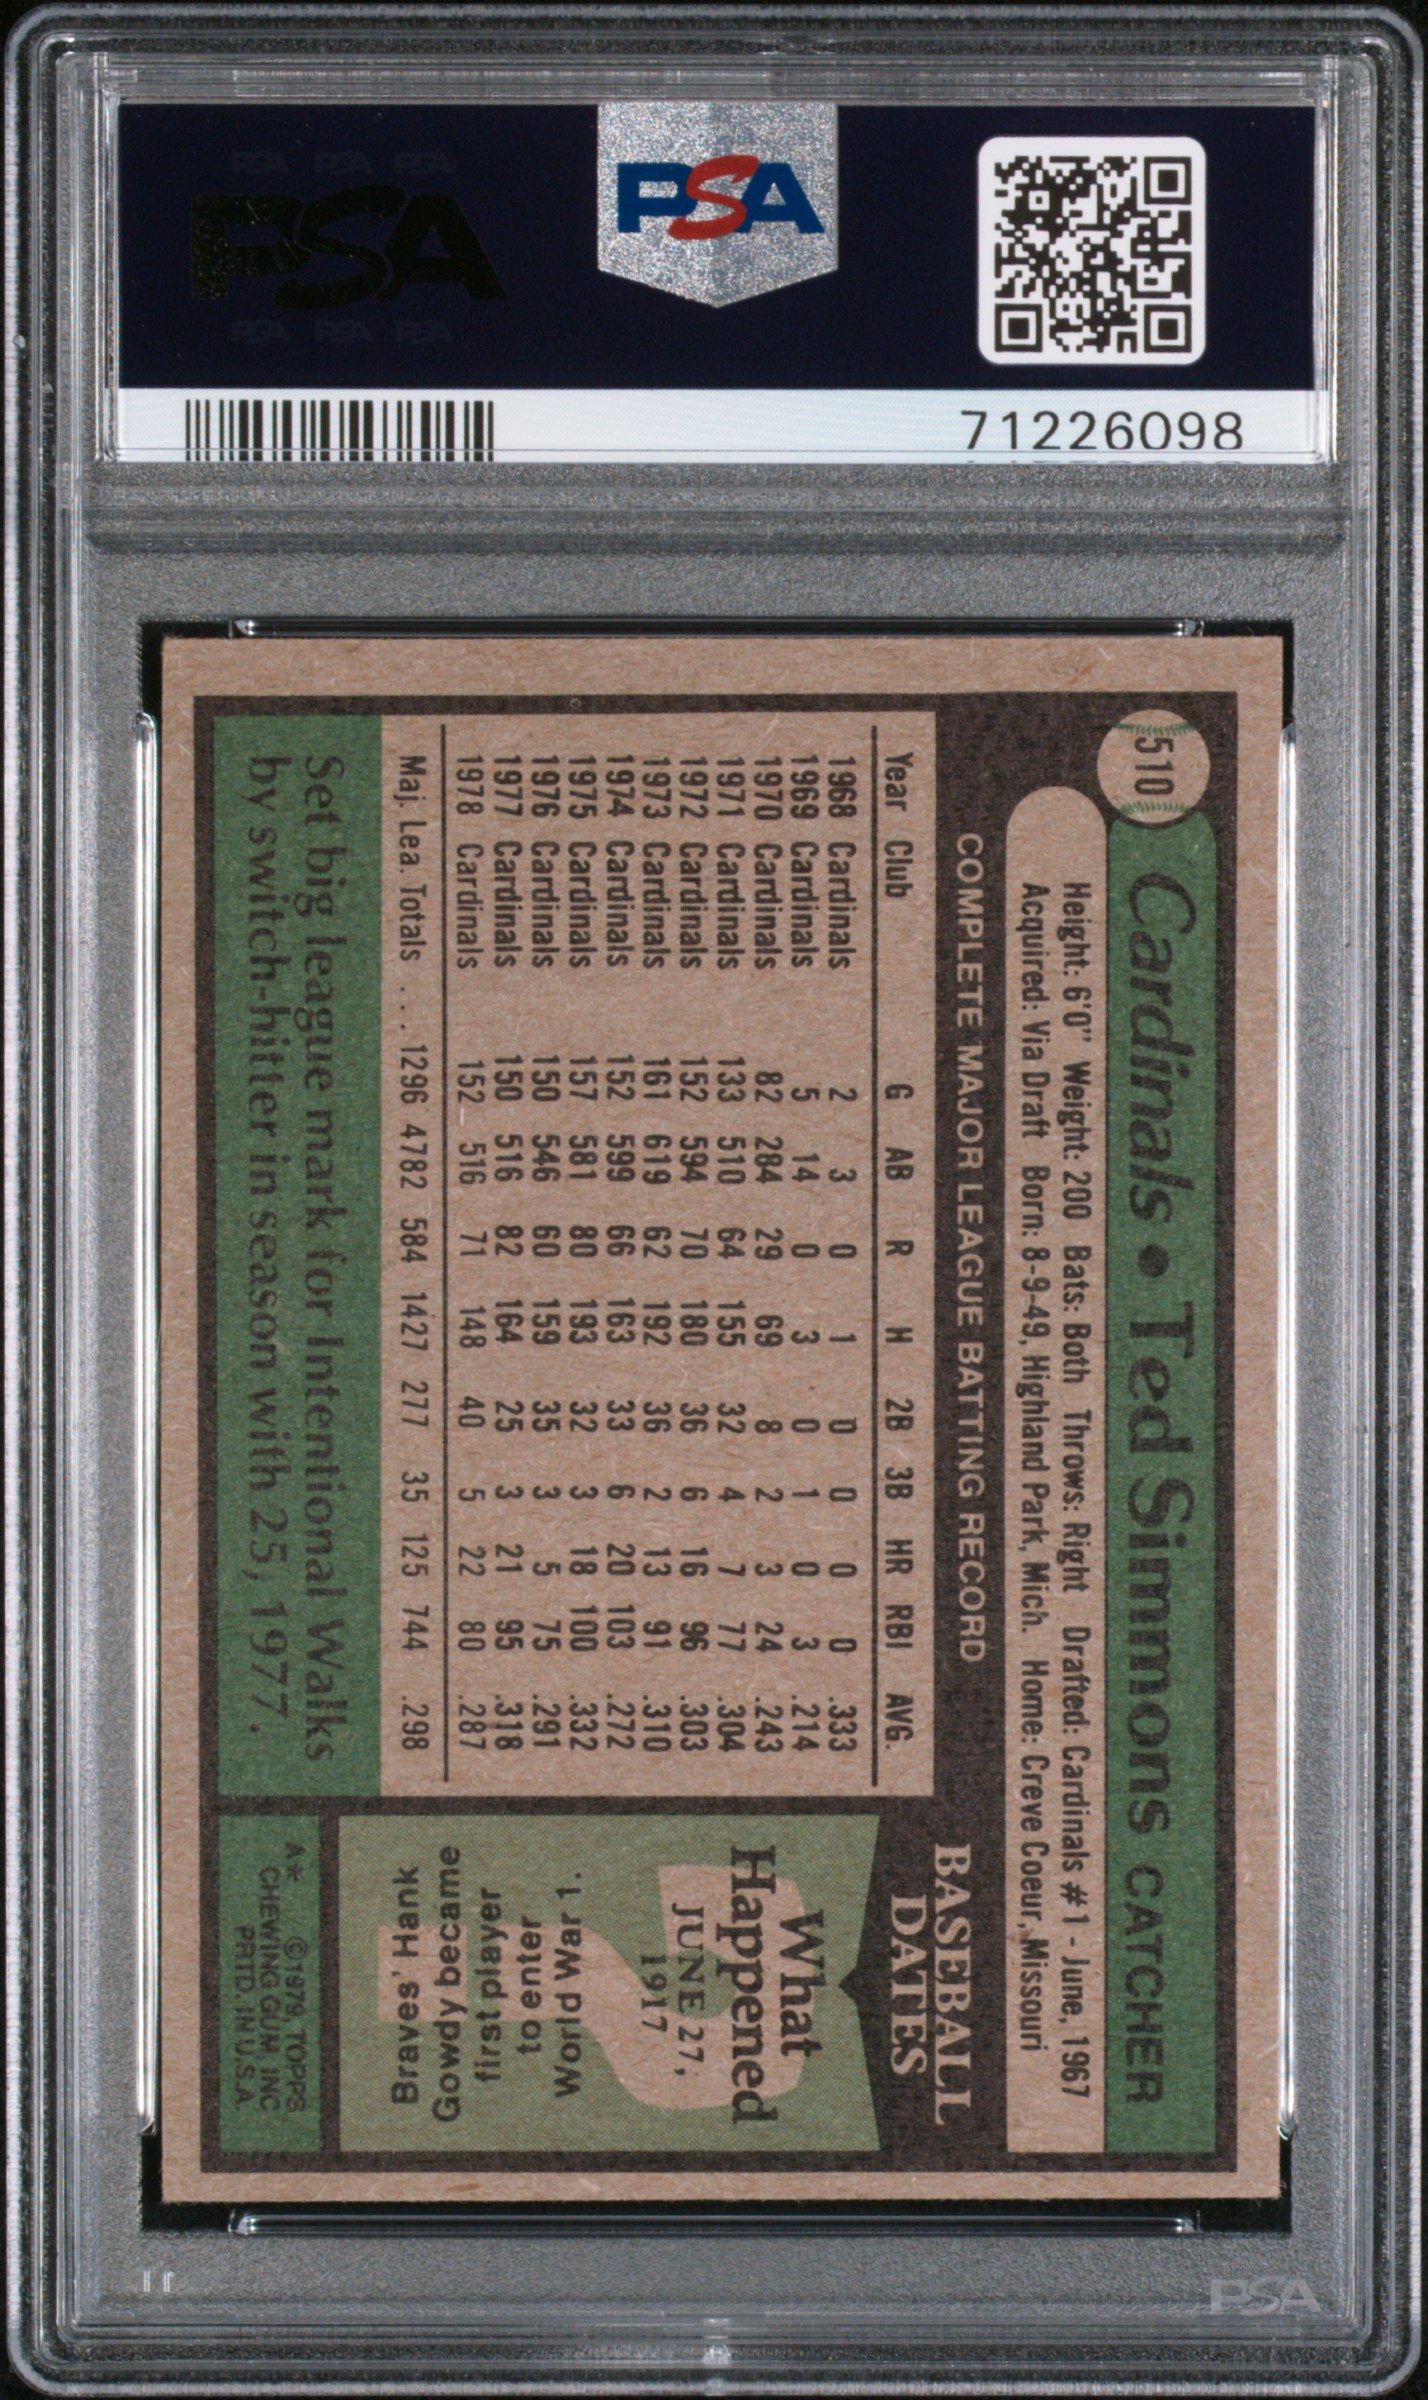 PSA PSA PSA
PSA
PSA PSA PSA
PSA
71226098
510
Cardinals • Ted Simmons CATCHER
Height: 6'0" Weight: 200 Bats: Both Throws: Right Drafted: Cardinals #1 - June, 1967
Acquired: Via Draft Born: 8-9-49, Highland Park, Mich. Home: Creve Coeur, Missouri
COMPLETE MAJOR LEAGUE BATTING RECORD
Year Club G AB R H 2B 3B HR RBI AVG.
1968 Cardinals 2 3 0 1 0 0 0 0 .333
1969 Cardinals 5 14 0 3 0 1 0 3 .214
1970 Cardinals 82 284 29 69 8 2 3 24 .243
1971 Cardinals 133 510 64 155 32 4 7 77 .304
1972 Cardinals 152 594 70 180 36 6 16 96 .303
1973 Cardinals 161 619 62 192 36 2 13 91 .310
1974 Cardinals 152 599 66 163 33 6 20 103 .272
1975 Cardinals 157 581 80 193 32 3 18 100 .332
1976 Cardinals 150 546 60 159 35 3 5 75 .291
1977 Cardinals 150 516 82 164 25 3 21 95 .318
1978 Cardinals 152 516 71 148 40 5 22 80 .287
Maj. Lea. Totals ... 1296 4782 584 1427 277 35 125 744 .298
Set big league mark for Intentional Walks
by switch-hitter in season with 25, 1977.
BASEBALL
DATES
What
Happened
JUNE 27,
1917
World War 1.
to enter
first player
Gowdy became
Braves' Hank
A* ©1979, TOPPS
CHEWING GUM, INC
PRTD. IN U.S.A.
PSA